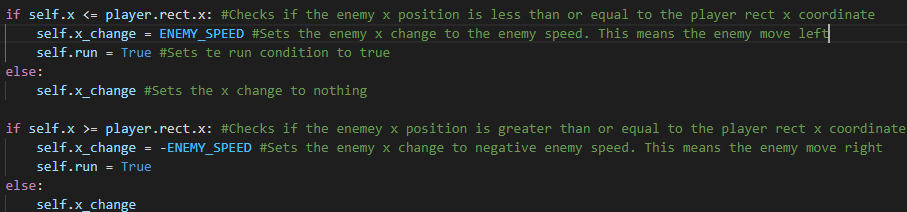 if self.x <= player.rect.x: #Checks if the enemy x position is less than or equal to the player rect x coordinate
    self.x_change = ENEMY_SPEED #Sets the enemy x change to the enemy speed. This means the enemy move left
    self.run = True #Sets te run condition to true
else:
    self.x_change #Sets the x change to nothing

if self.x >= player.rect.x: #Checks if the enemey x position is greater than or equal to the player rect x coordinate
    self.x_change = -ENEMY_SPEED #Sets the enemy x change to negative enemy speed. This means the enemy move right
    self.run = True
else:
    self.x_change